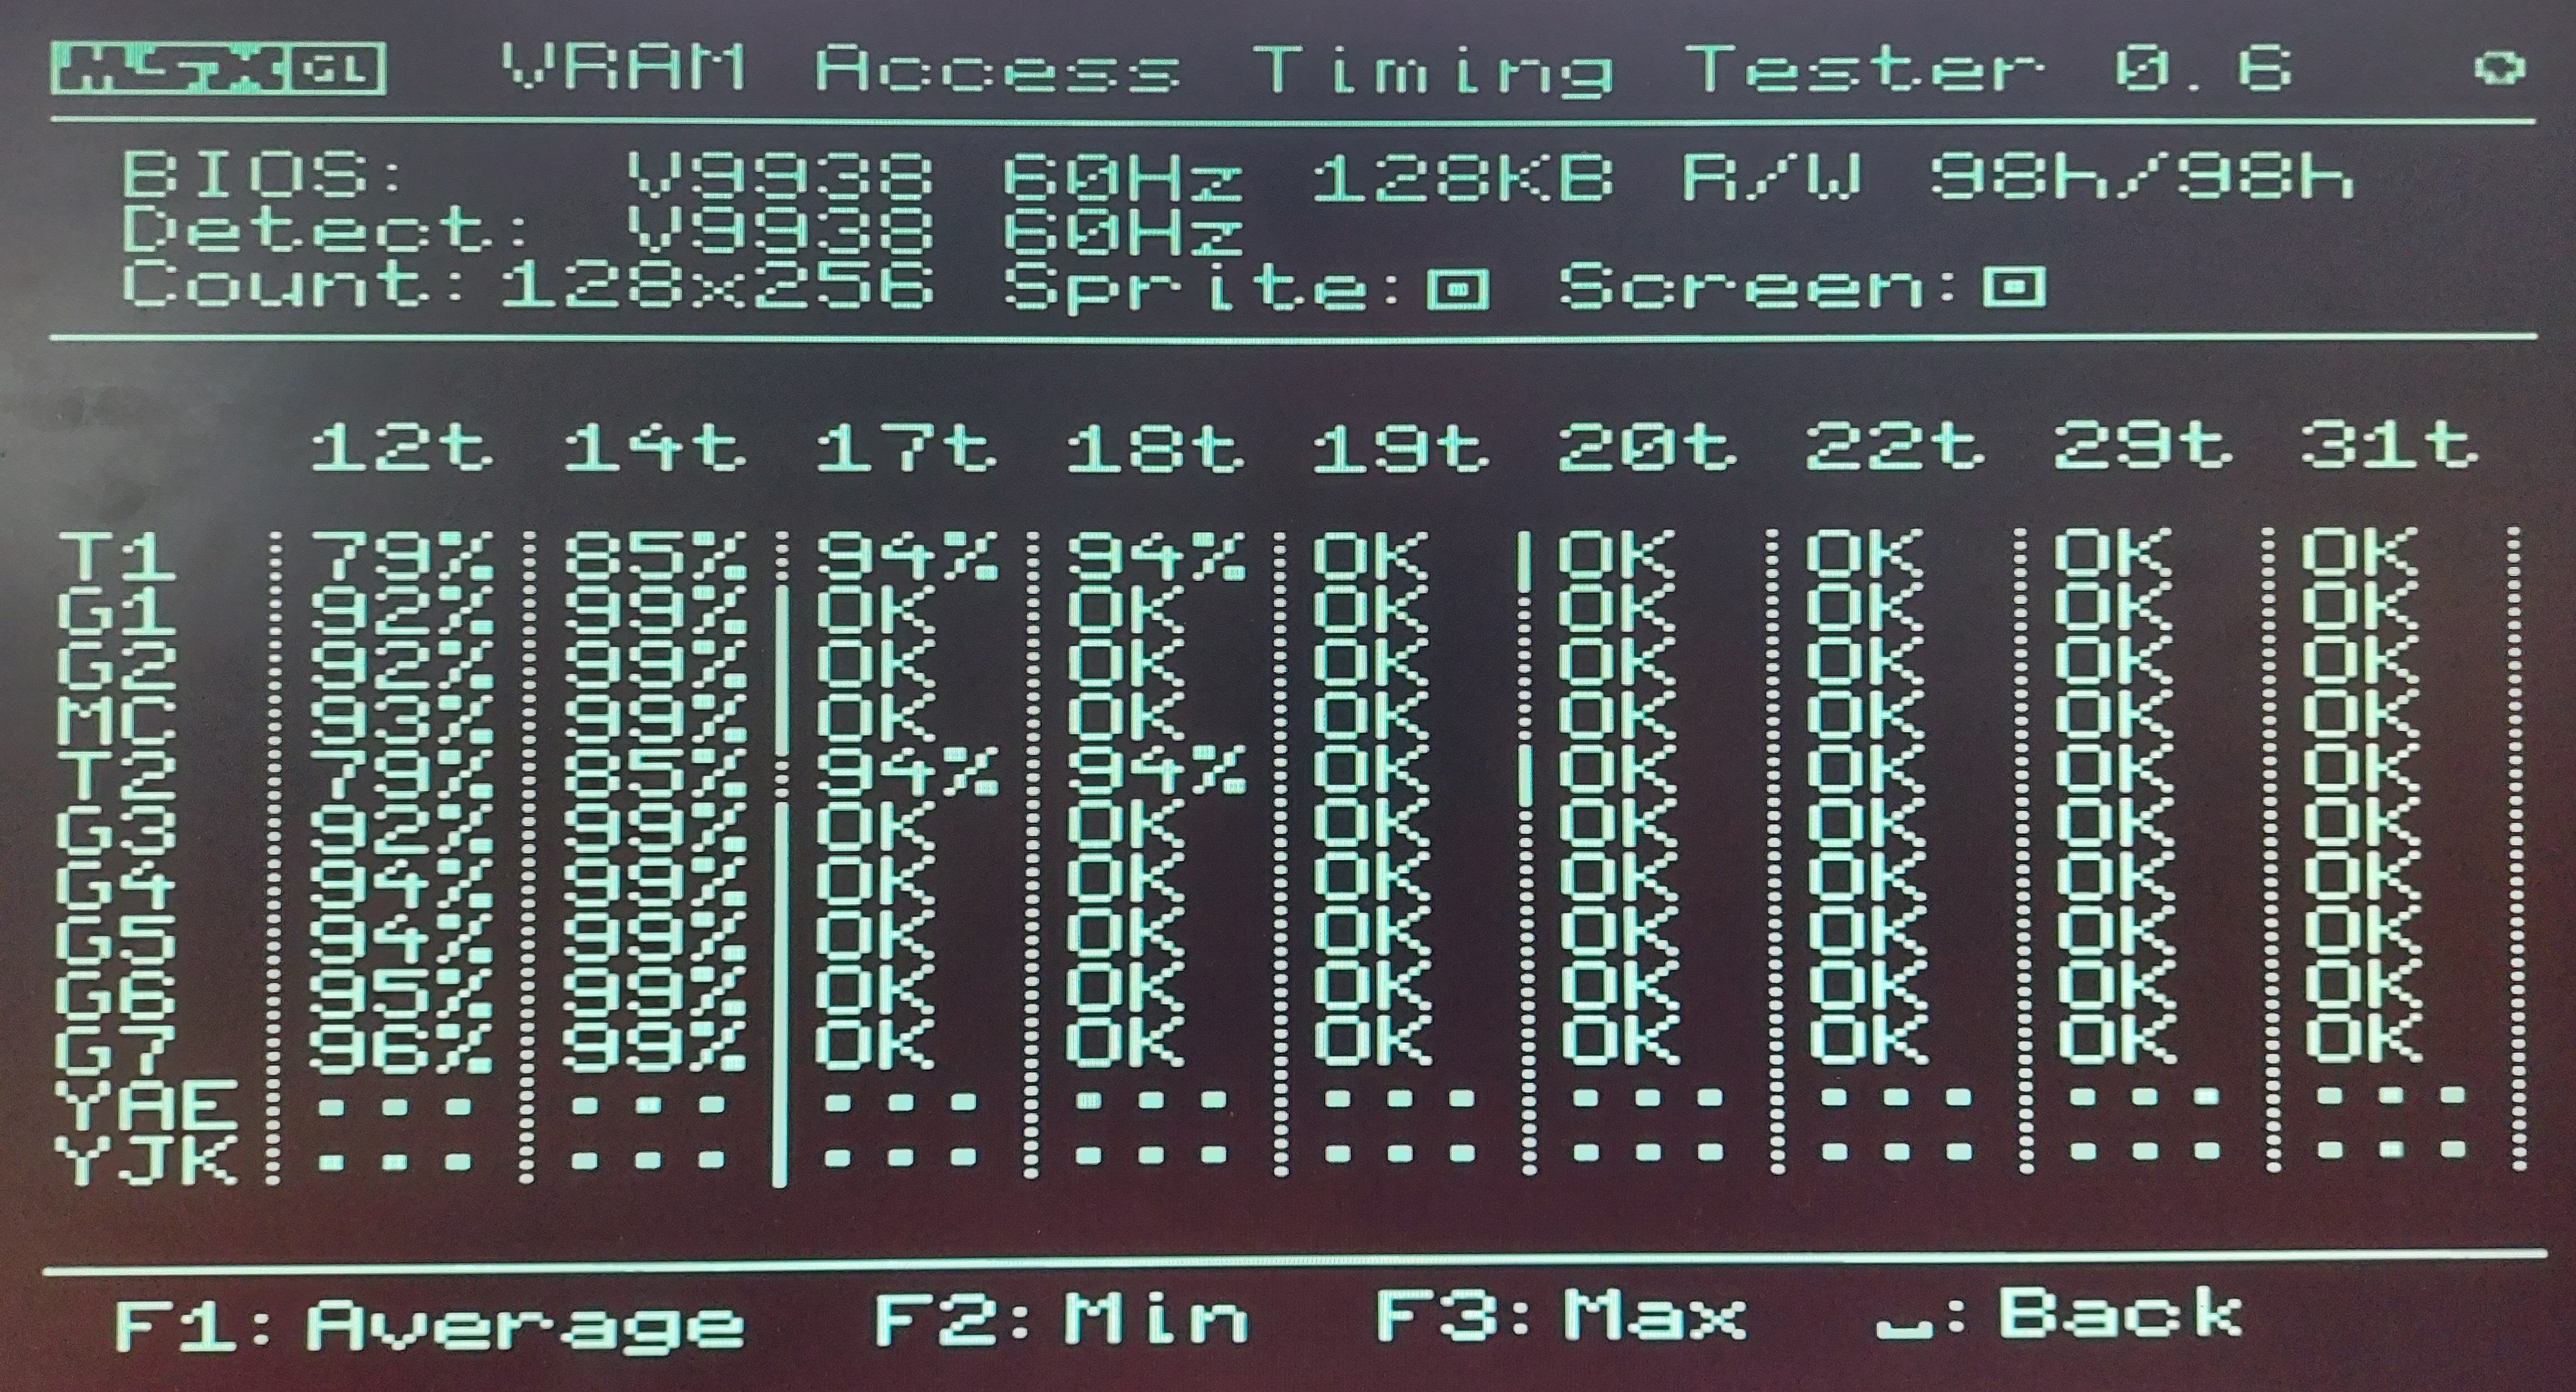 MSX GL VRAM Access Timing Tester 0.6
BIOS: V9938 60Hz 128KB R/W 98h/98h
Detect: V9938 60Hz
Count:128x256 Sprite: Screen:
12t 14t 17t 18t 19t 20t 22t 29t 31t
T1 79% 85% 94% 94% OK OK OK OK OK
G1 92% 99% OK OK OK OK OK OK OK
G2 92% 99% OK OK OK OK OK OK OK
MC 93% 99% OK OK OK OK OK OK OK
T2 79% 85% 94% 94% OK OK OK OK OK
G3 92% 99% OK OK OK OK OK OK OK
G4 94% 99% OK OK OK OK OK OK OK
G5 94% 99% OK OK OK OK OK OK OK
G6 95% 99% OK OK OK OK OK OK OK
G7 96% 99% OK OK OK OK OK OK OK
YAE ... ... ... ... ... ... ... ... ...
YJK ... ... ... ... ... ... ... ... ...
F1:Average F2:Min F3:Max ⎵:Back